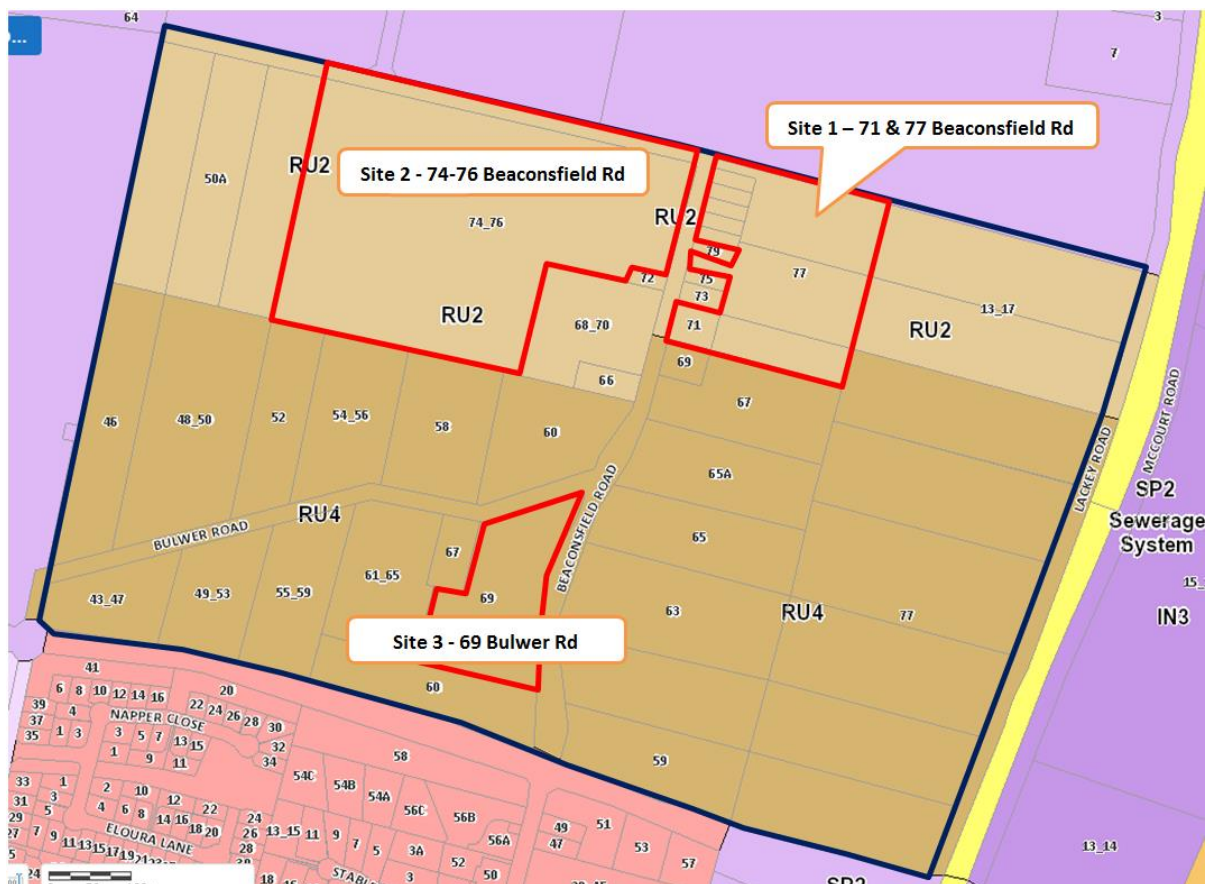 64
3
7
...
Site 1 – 71 & 77 Beaconsfield Rd
RU2
Site 2 - 74-76 Beaconsfield Rd
50A
74_76
RU2
79
72
75
77
73
13_17
RU2
68_70
71
RU2
69
66
46
48_50
52
54_56
58
60
67
65A
LACKEY ROAD
MCCOURT ROAD
SP2
Sewerage
System
BULWER ROAD
RU4
BEACONSFIELD ROAD
65
67
61_65
69
43_47
49_53
55_59
63
RU4
77
15_
IN3
Site 3 - 69 Bulwer Rd
60
41
6 8 10 12 14 16
20
22 24 26 28 30
39
37
35
4
1 3
NAPPER CLOSE
3 5 7 13 15
1 9 11
32
34
58
59
54C
54B
54A
56C
56B
56A
33
31
29
27
1
3
5
7 9 11 13 15 17 19
2 10 12 22
4 6 8 14 16 18 20
ELOURA LANE
24
26
28
13_15 11 9 7 5 3A
52
50
3
49
47
51
53
57
13_14
18
SP2